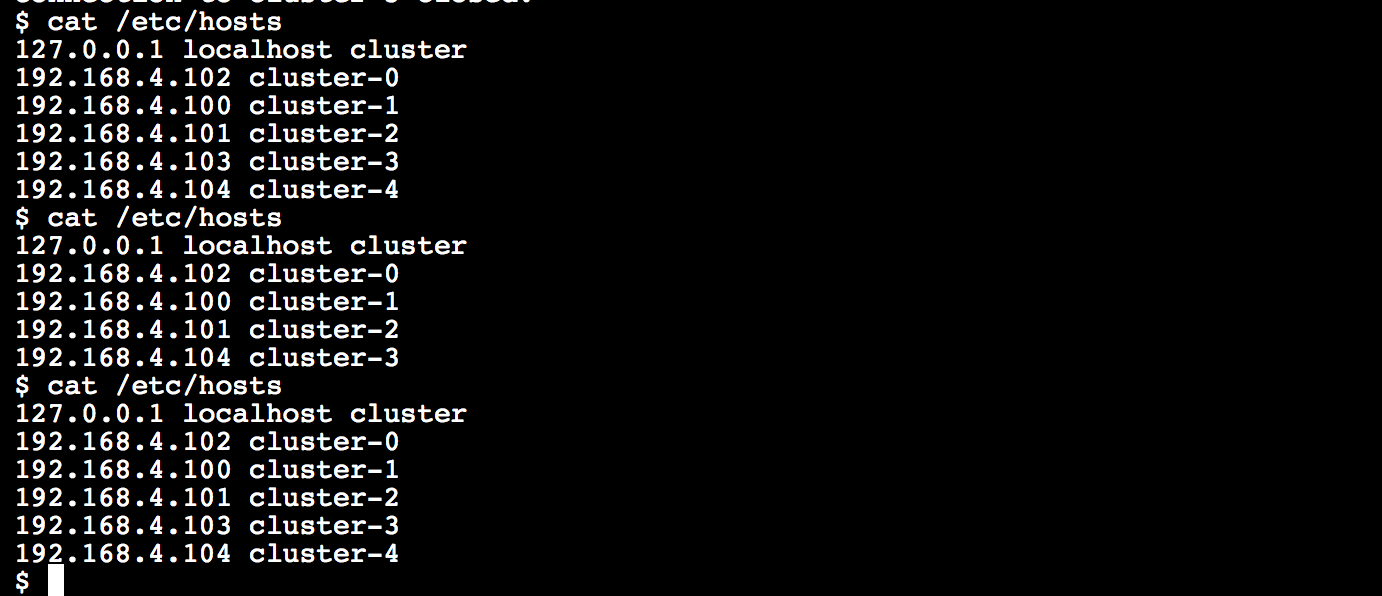 $ cat /etc/hosts
127.0.0.1 localhost cluster
192.168.4.102 cluster-0
192.168.4.100 cluster-1
192.168.4.101 cluster-2
192.168.4.103 cluster-3
192.168.4.104 cluster-4
$ cat /etc/hosts
127.0.0.1 localhost cluster
192.168.4.102 cluster-0
192.168.4.100 cluster-1
192.168.4.101 cluster-2
192.168.4.104 cluster-3
$ cat /etc/hosts
127.0.0.1 localhost cluster
192.168.4.102 cluster-0
192.168.4.100 cluster-1
192.168.4.101 cluster-2
192.168.4.103 cluster-3
192.168.4.104 cluster-4
$